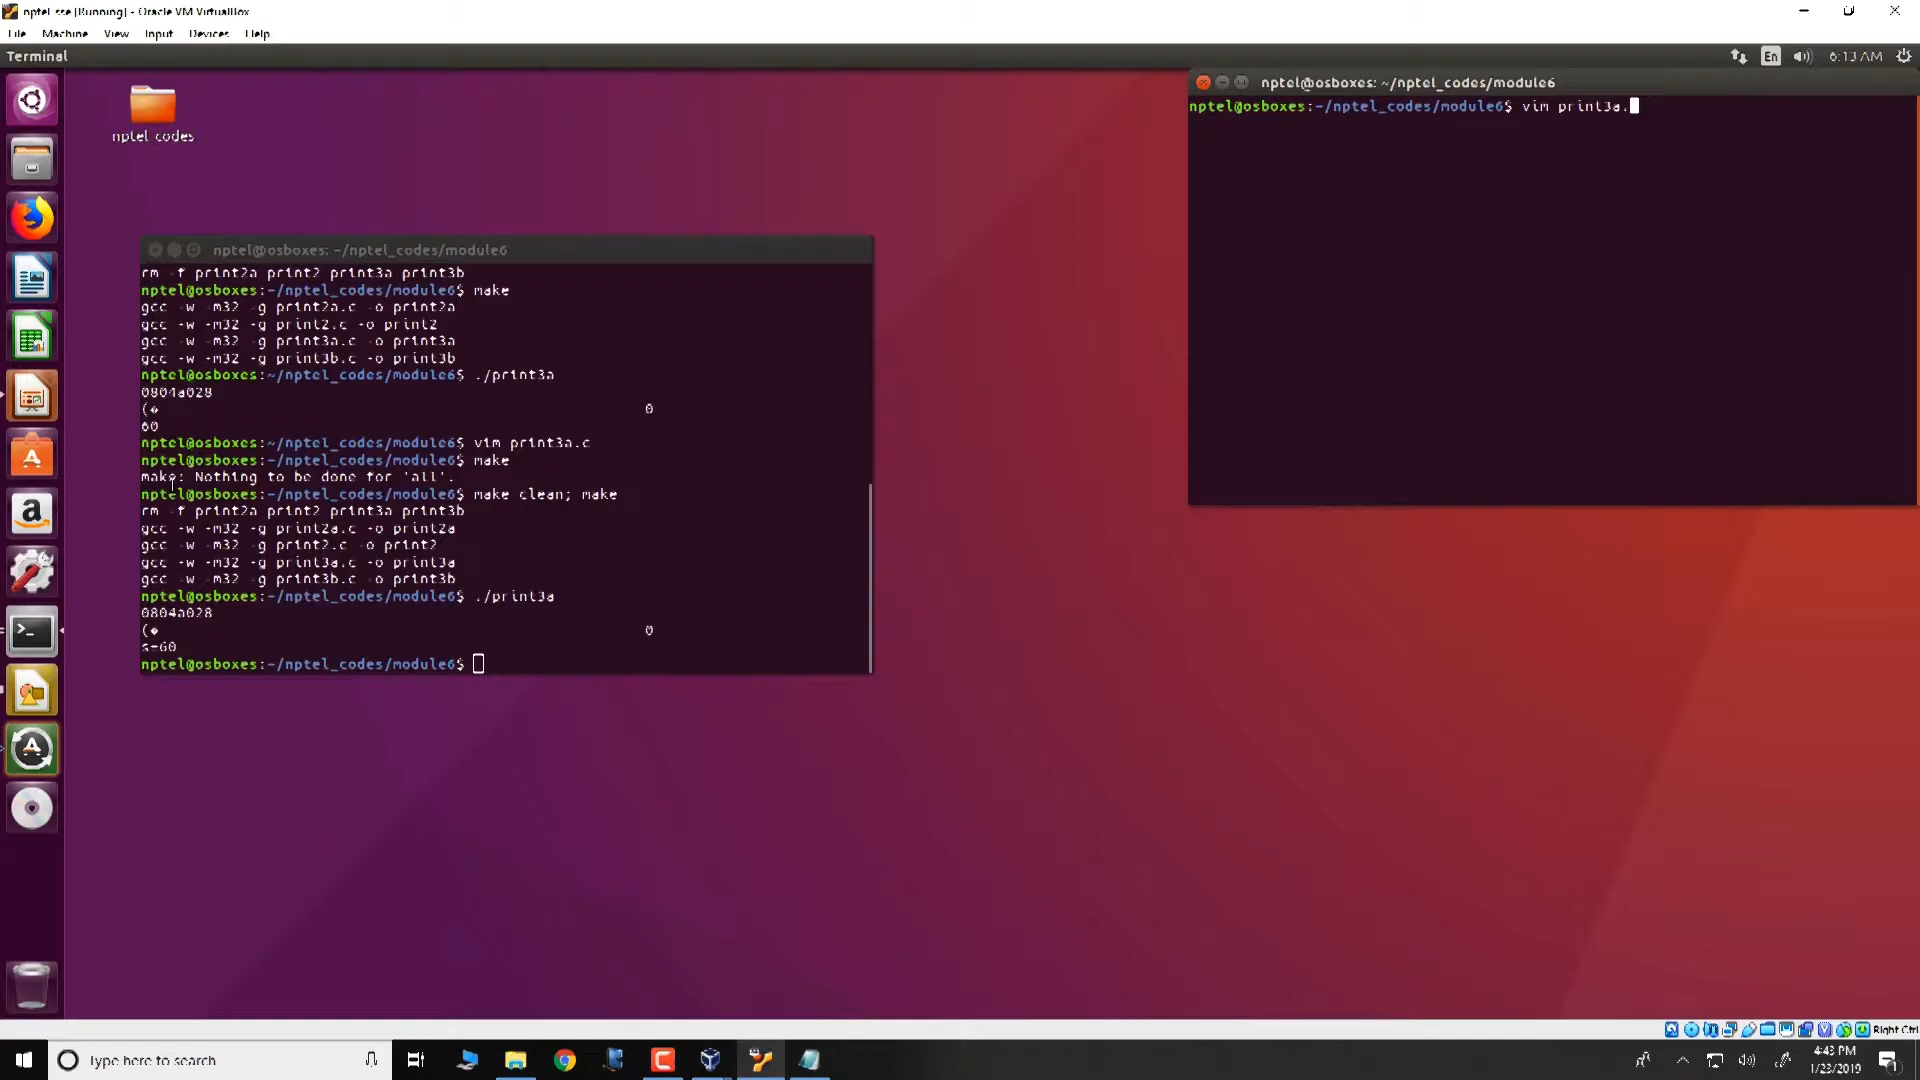 nptel sse [Running] - Oracle VM VirtualBox
File Machine View Input Devices Help
Terminal
En
6:13 AM
nptel codes
nptel@osboxes: ~/nptel_codes/module6
nptel@osboxes:~/nptel_codes/module6$ vim print3a.
nptel@osboxes: ~/nptel_codes/module6
rm -f print2a print2 print3a print3b
nptel@osboxes:~/nptel_codes/module6$ make
gcc -w -m32 -g print2a.c -o print2a
gcc -w -m32 -g print2.c -o print2
gcc -w -m32 -g print3a.c -o print3a
gcc -w -m32 -g print3b.c -o print3b
nptel@osboxes:~/nptel_codes/module6$ ./print3a
0804a028
(� 0
60
nptel@osboxes:~/nptel_codes/module6$ vim print3a.c
nptel@osboxes:~/nptel_codes/module6$ make
make: Nothing to be done for 'all'.
nptel@osboxes:~/nptel_codes/module6$ make clean; make
rm -f print2a print2 print3a print3b
gcc -w -m32 -g print2a.c -o print2a
gcc -w -m32 -g print2.c -o print2
gcc -w -m32 -g print3a.c -o print3a
gcc -w -m32 -g print3b.c -o print3b
nptel@osboxes:~/nptel_codes/module6$ ./print3a
0804a028
(� 0
s=60
nptel@osboxes:~/nptel_codes/module6$
Right Ctrl
Type here to search
4:43 PM
1/23/2019